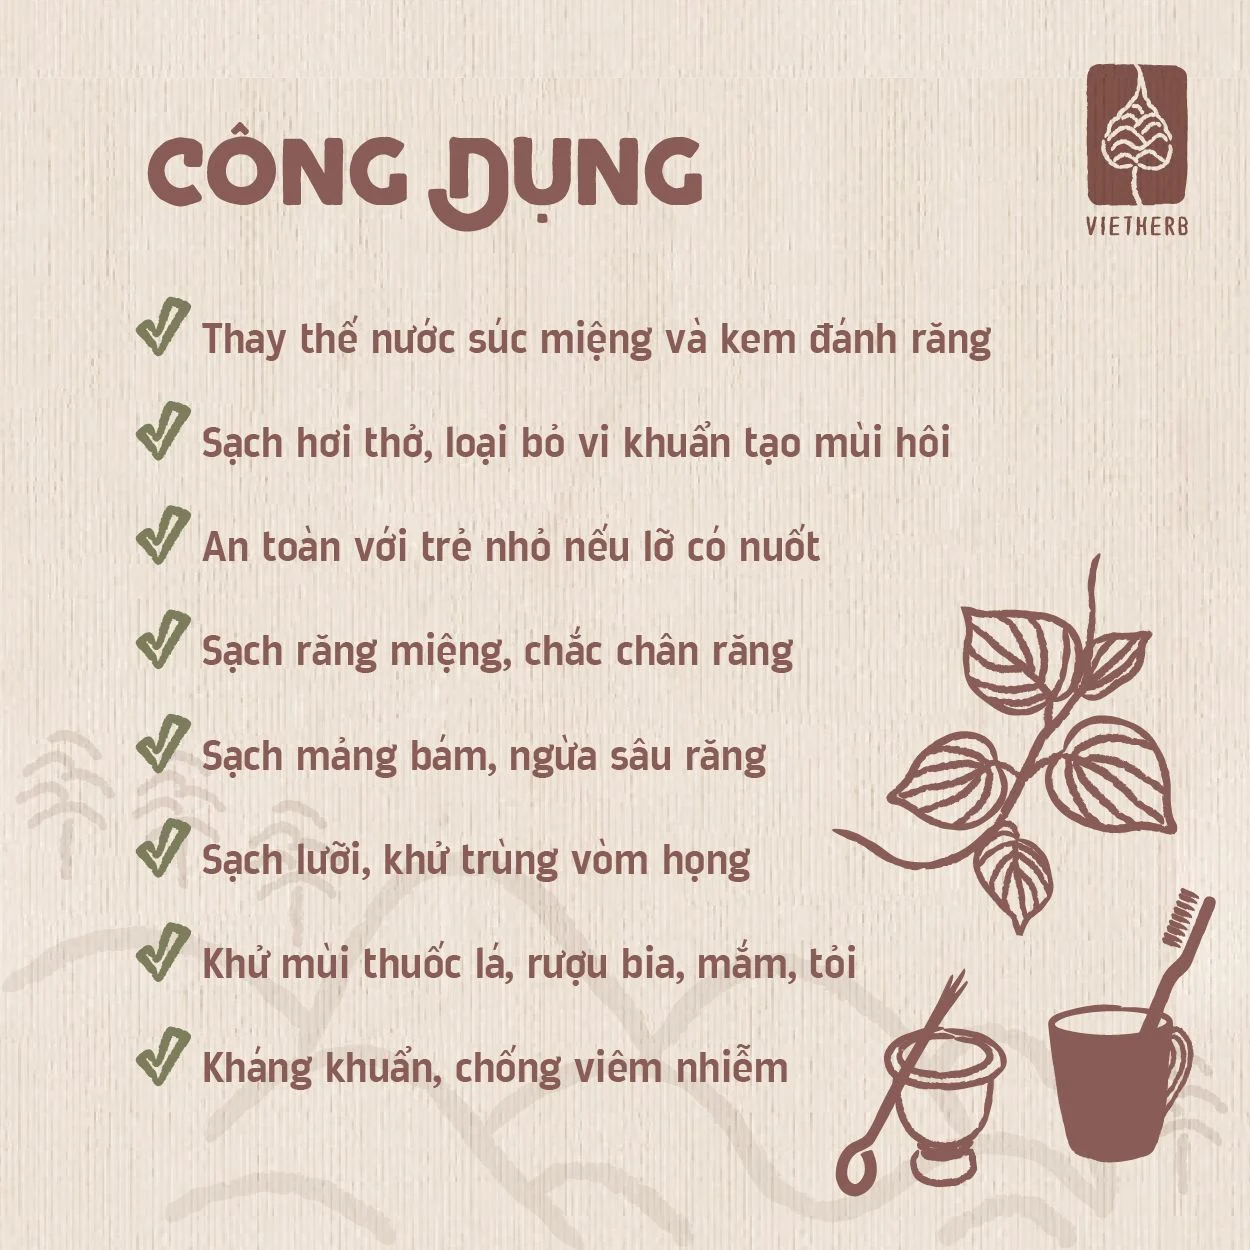 CÔNG DỤNG
VIETHERB
Thay thế nước súc miệng và kem đánh răng
Sạch hơi thở, loại bỏ vi khuẩn tạo mùi hôi
An toàn với trẻ nhỏ nếu lỡ có nuốt
Sạch răng miệng, chắc chân răng
Sạch mảng bám, ngừa sâu răng
Sạch lưỡi, khử trùng vòm họng
Khử mùi thuốc lá, rượu bia, mắm, tỏi
Kháng khuẩn, chống viêm nhiễm